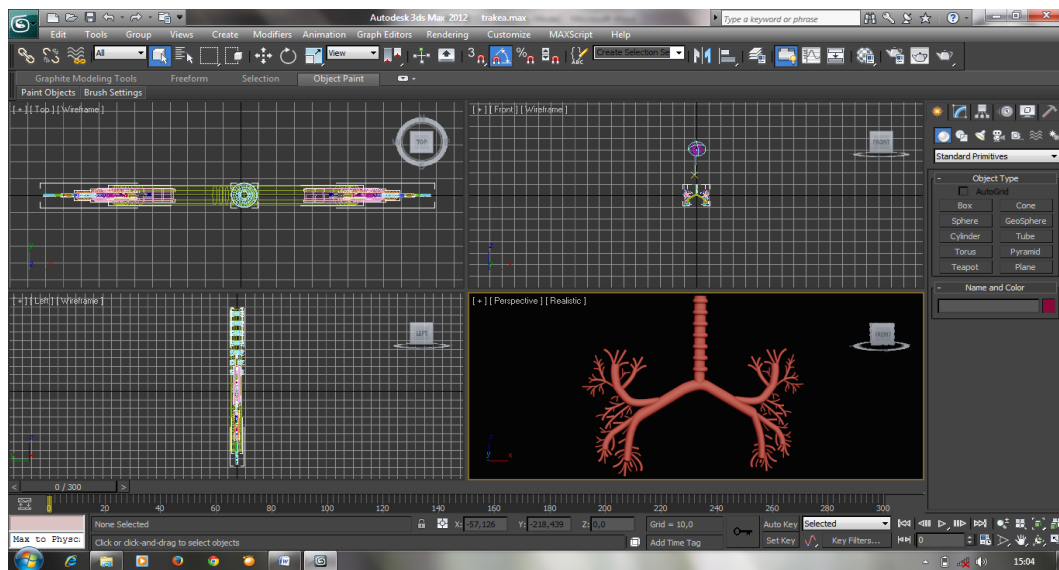 Autodesk 3ds Max 2012 trakea.max
Type a keyword or phrase
Edit Tools Group Views Create Modifiers Animation Graph Editors Rendering Customize MAXScript Help
All View 3 Create Selection Se
Graphite Modeling Tools Freeform Selection Object Paint
Paint Objects Brush Settings
[ + ] [ Top ] [ Wireframe ]
TOP
[ + ] [ Front ] [ Wireframe ]
FRONT
Standard Primitives
- Object Type
AutoGrid
Box Cone
Sphere GeoSphere
Cylinder Tube
Torus Pyramid
Teapot Plane
- Name and Color
[ + ] [ Left ] [ Wireframe ]
LEFT
[ + ] [ Perspective ] [ Realistic ]
FRONT
< 0 / 300 >
0 20 40 60 80 100 120 140 160 180 200 220 240 260 280 300
None Selected X: -57,126 Y: -218,439 Z: 0,0 Grid = 10,0 Auto Key Selected
Max to Physc: Click or click-and-drag to select objects Add Time Tag Set Key Key Filters... 0
15:04